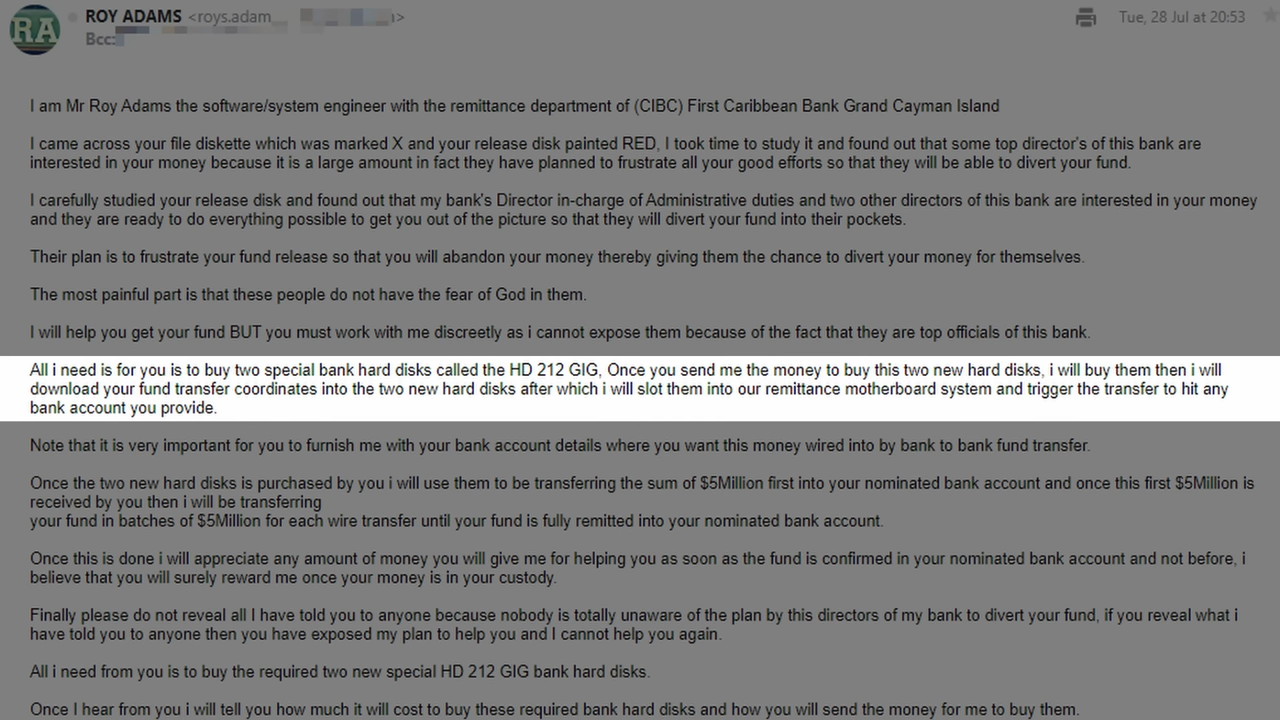 RA
ROY ADAMS <roys.adam >
Tue, 28 Jul at 20:53
Bcc:
I am Mr Roy Adams the software/system engineer with the remittance department of (CIBC) First Caribbean Bank Grand Cayman Island
I came across your file diskette which was marked X and your release disk painted RED, I took time to study it and found out that some top director's of this bank are
interested in your money because it is a large amount in fact they have planned to frustrate all your good efforts so that they will be able to divert your fund.
I carefully studied your release disk and found out that my bank's Director in-charge of Administrative duties and two other directors of this bank are interested in your money
and they are ready to do everything possible to get you out of the picture so that they will divert your fund into their pockets.
Their plan is to frustrate your fund release so that you will abandon your money thereby giving them the chance to divert your money for themselves.
The most painful part is that these people do not have the fear of God in them.
I will help you get your fund BUT you must work with me discreetly as i cannot expose them because of the fact that they are top officials of this bank.
All i need is for you is to buy two special bank hard disks called the HD 212 GIG, Once you send me the money to buy this two new hard disks, i will buy them then i will
download your fund transfer coordinates into the two new hard disks after which i will slot them into our remittance motherboard system and trigger the transfer to hit any
bank account you provide.
Note that it is very important for you to furnish me with your bank account details where you want this money wired into by bank to bank fund transfer.
Once the two new hard disks is purchased by you i will use them to be transferring the sum of $5Million first into your nominated bank account and once this first $5Million is
received by you then i will be transferring
your fund in batches of $5Million for each wire transfer until your fund is fully remitted into your nominated bank account.
Once this is done i will appreciate any amount of money you will give me for helping you as soon as the fund is confirmed in your nominated bank account and not before, i
believe that you will surely reward me once your money is in your custody.
Finally please do not reveal all I have told you to anyone because nobody is totally unaware of the plan by this directors of my bank to divert your fund, if you reveal what i
have told you to anyone then you have exposed my plan to help you and I cannot help you again.
All i need from you is to buy the required two new special HD 212 GIG bank hard disks.
Once I hear from you i will tell you how much it will cost to buy these required bank hard disks and how you will send the money for me to buy them.